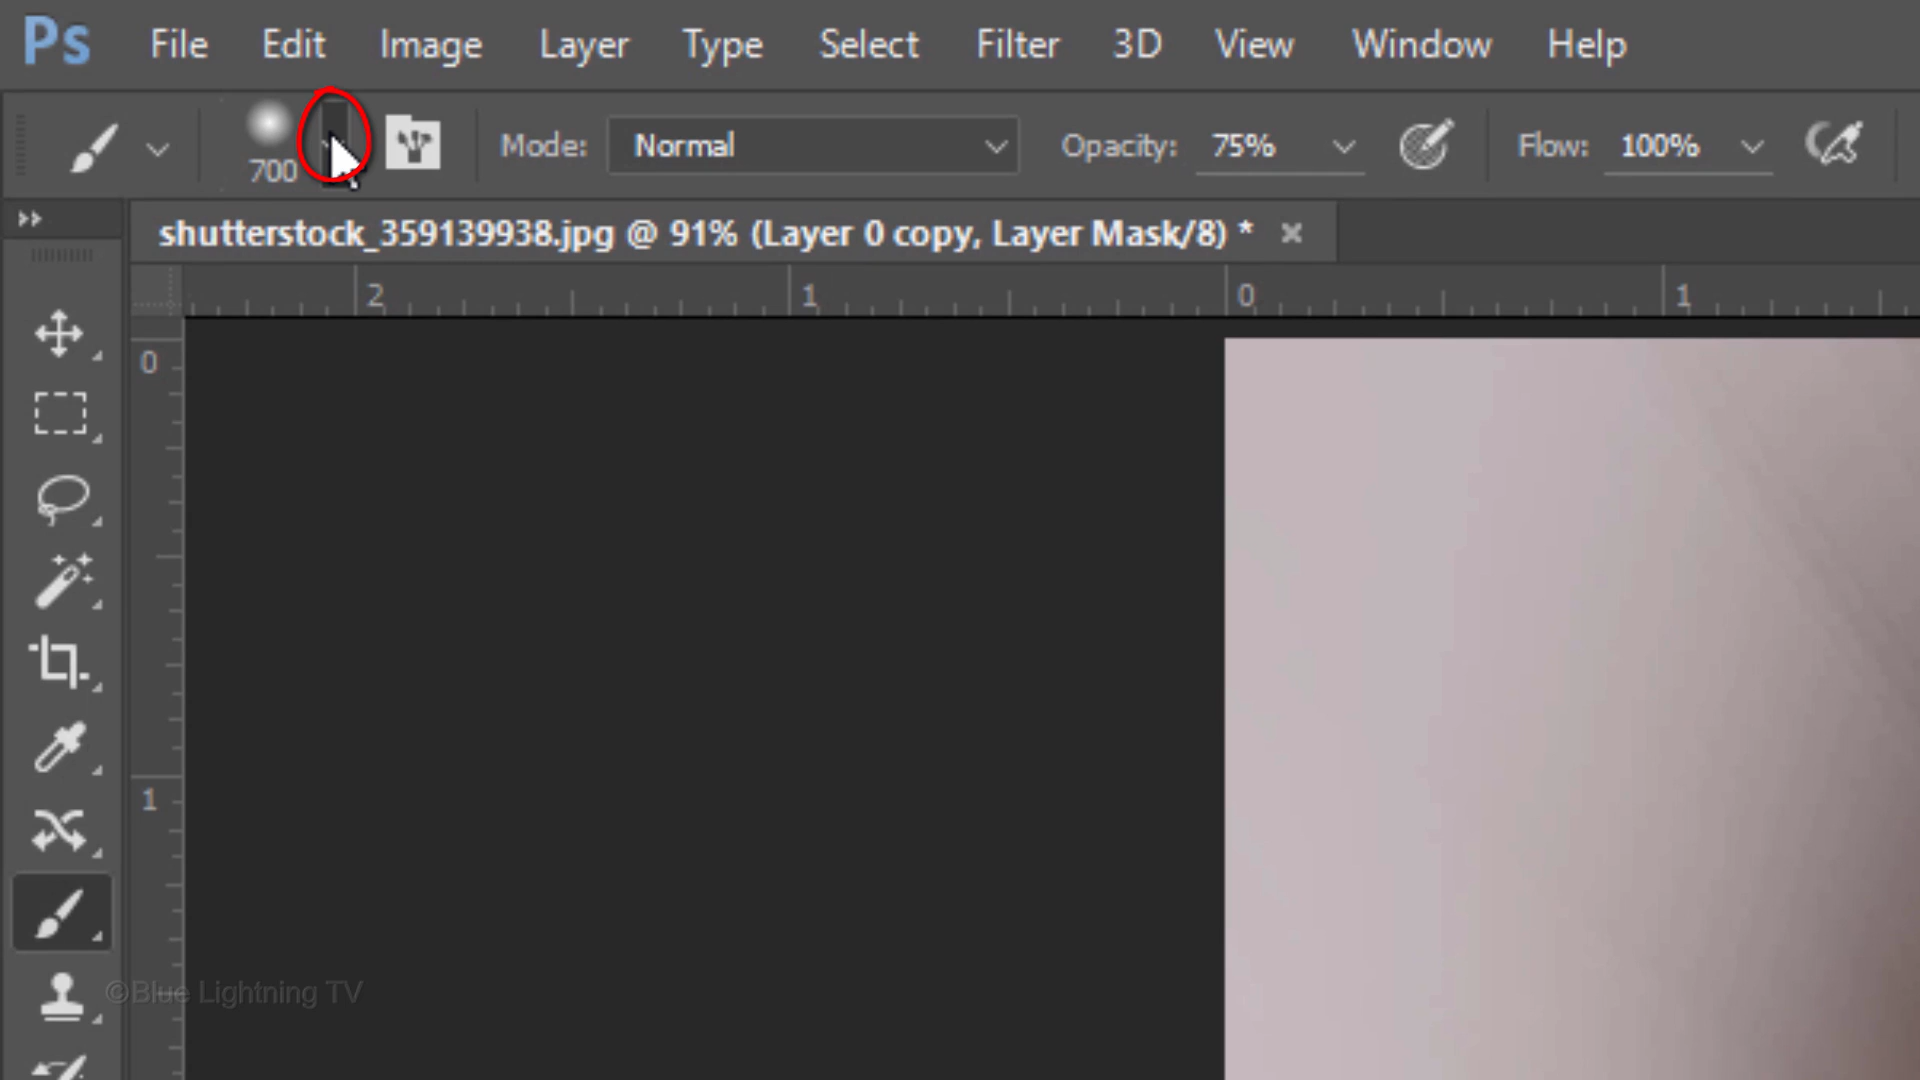 Ps File Edit Image Layer Type Select Filter 3D View Window Help
700 Mode: Normal Opacity: 75% Flow: 100%
shutterstock_359139938.jpg @ 91% (Layer 0 copy, Layer Mask/8) * ×
2 1 0 1
0
1
©Blue Lightning TV